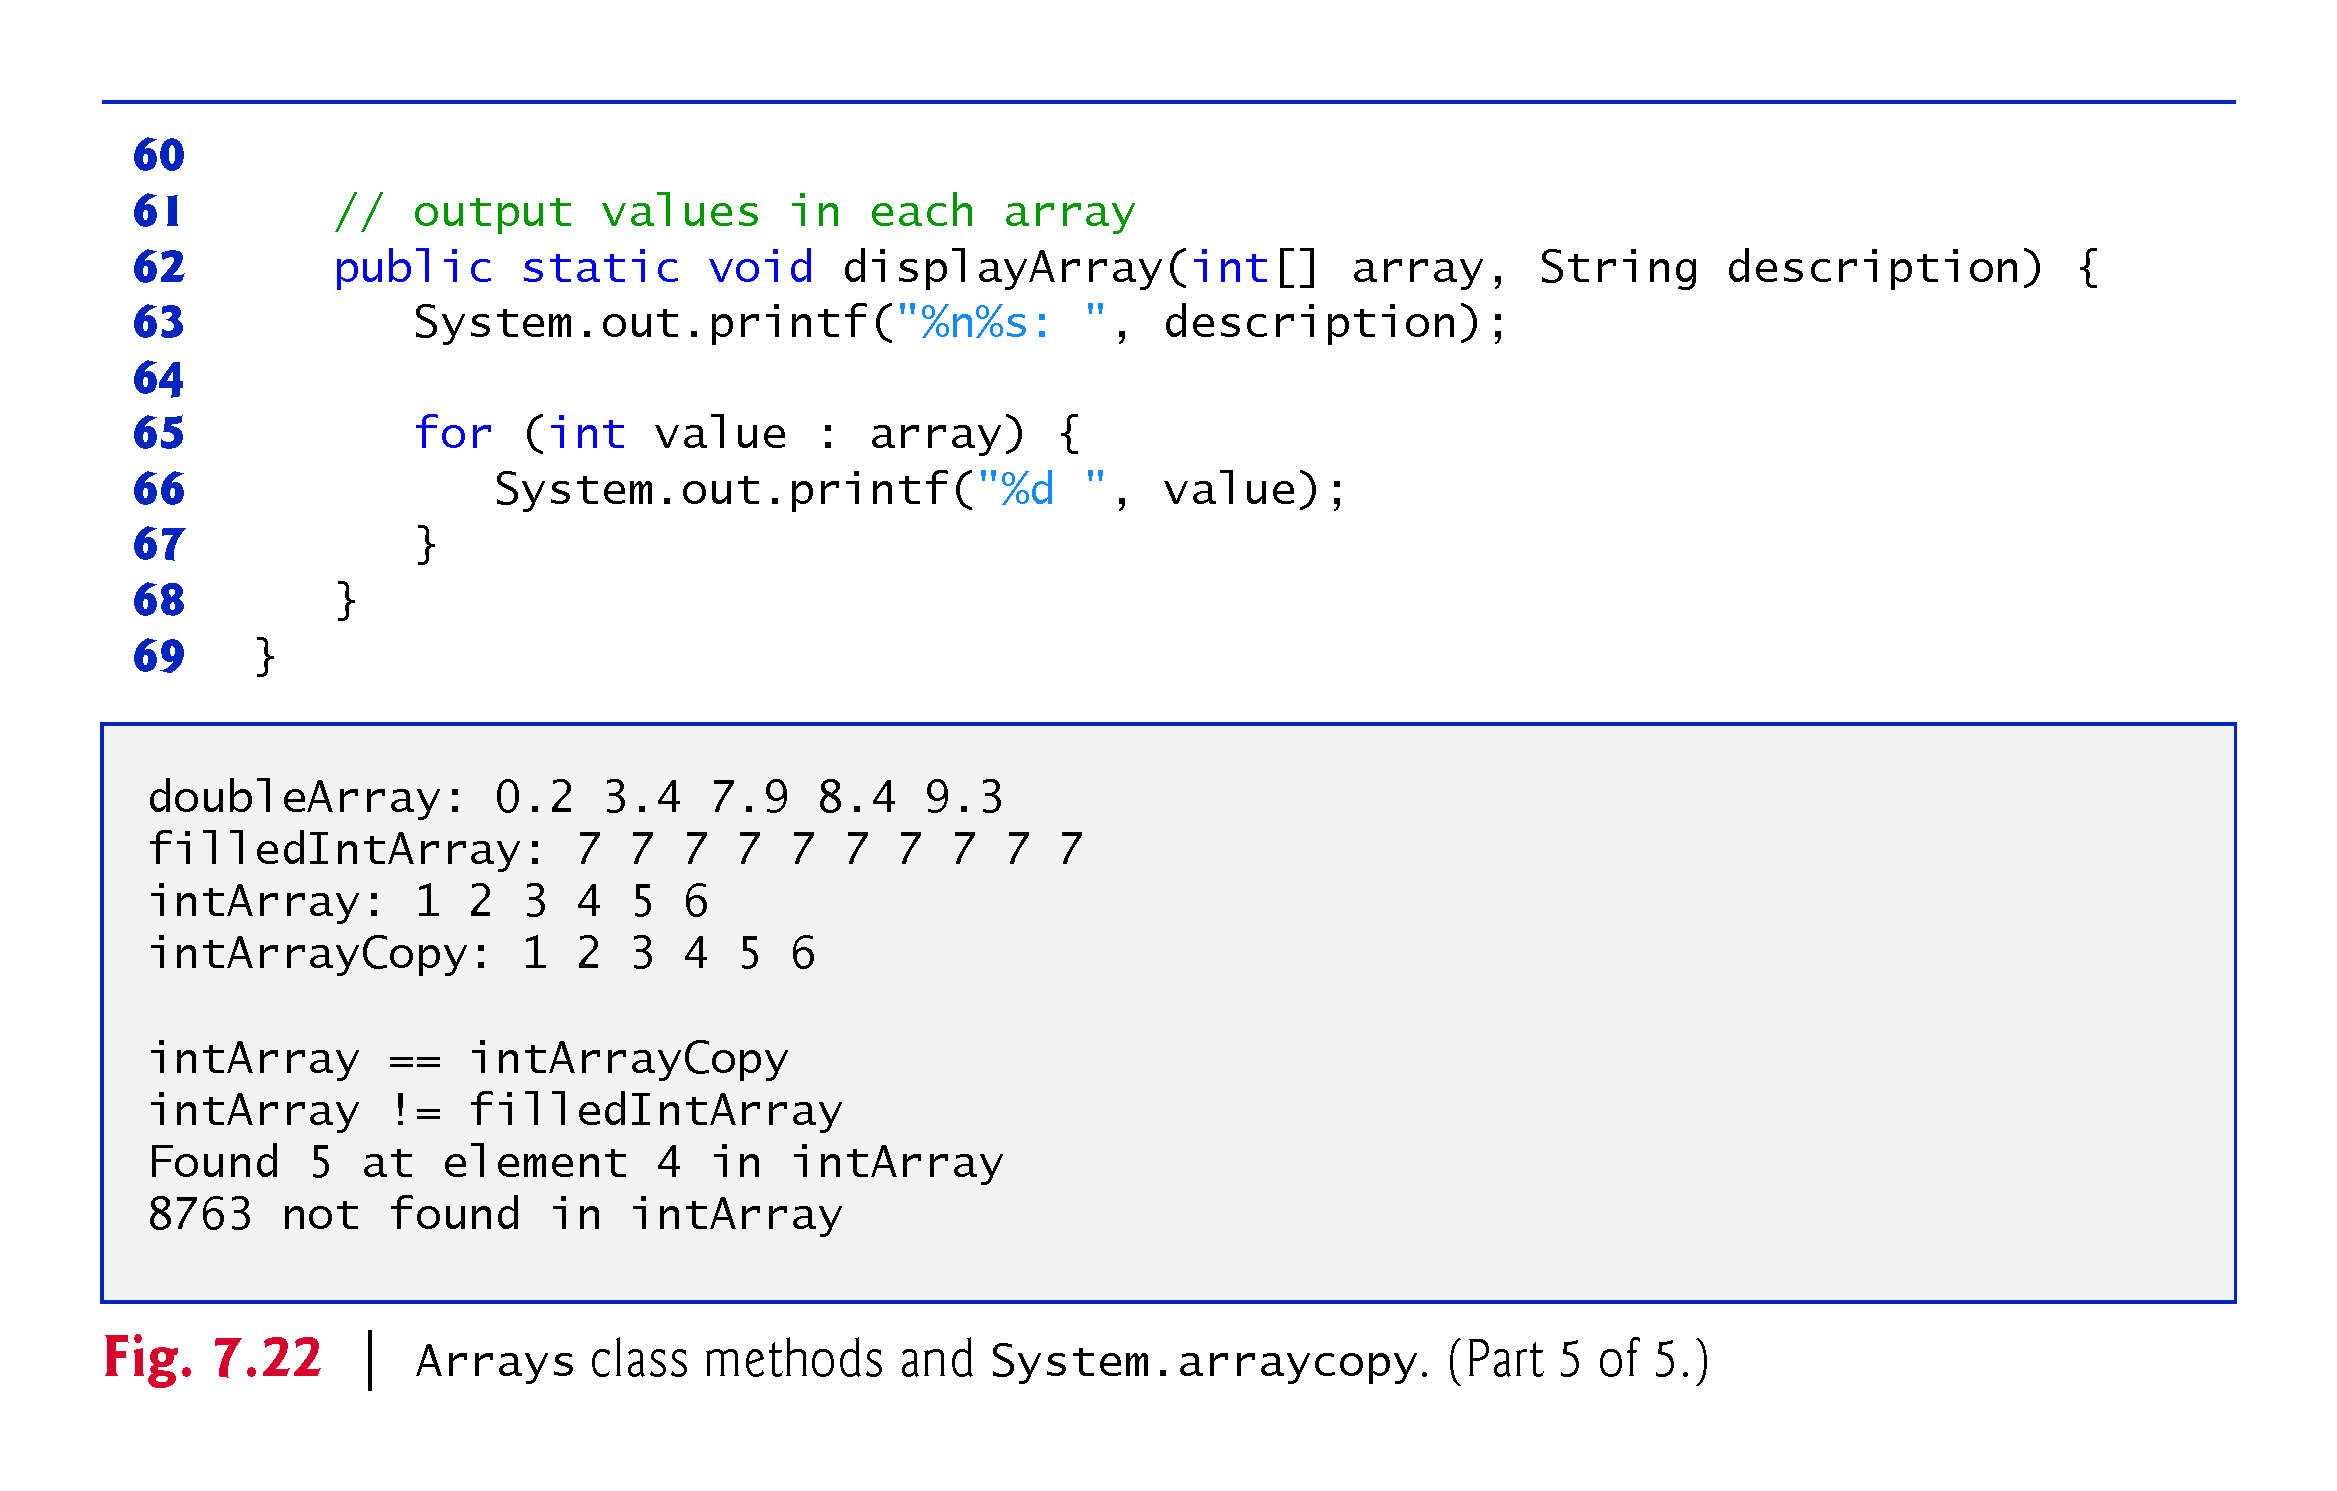 60
61 // output values in each array
62 public static void displayArray(int[] array, String description) {
63 System.out.printf("%n%s: ", description);
64
65 for (int value : array) {
66 System.out.printf("%d ", value);
67 }
68 }
69 }
doubleArray: 0.2 3.4 7.9 8.4 9.3
filledIntArray: 7 7 7 7 7 7 7 7 7 7
intArray: 1 2 3 4 5 6
intArrayCopy: 1 2 3 4 5 6
intArray == intArrayCopy
intArray != filledIntArray
Found 5 at element 4 in intArray
8763 not found in intArray
Fig. 7.22 | Arrays class methods and System.arraycopy. (Part 5 of 5.)